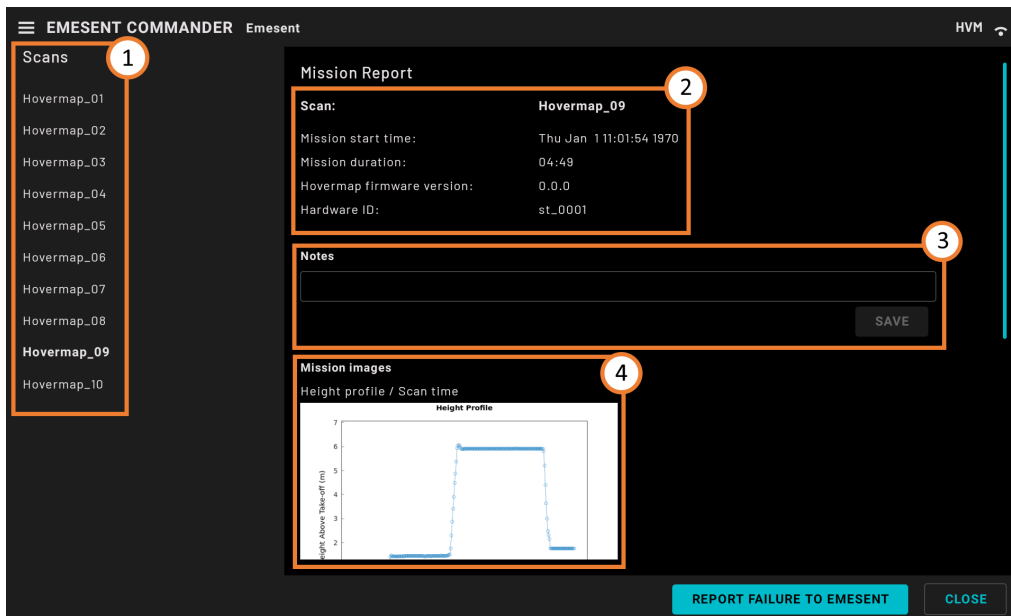 EMESENT COMMANDER Emesent HVM
Scans
1
Hovermap_01
Hovermap_02
Hovermap_03
Hovermap_04
Hovermap_05
Hovermap_06
Hovermap_07
Hovermap_08
Hovermap_09
Hovermap_10
Mission Report
2
Scan: Hovermap_09
Mission start time: Thu Jan 1 11:01:54 1970
Mission duration: 04:49
Hovermap firmware version: 0.0.0
Hardware ID: st_0001
3
Notes
SAVE
Mission images
4
Height profile / Scan time
Height Profile
7
6
5
4
3
2
eight Above Take-off (m)
REPORT FAILURE TO EMESENT
CLOSE